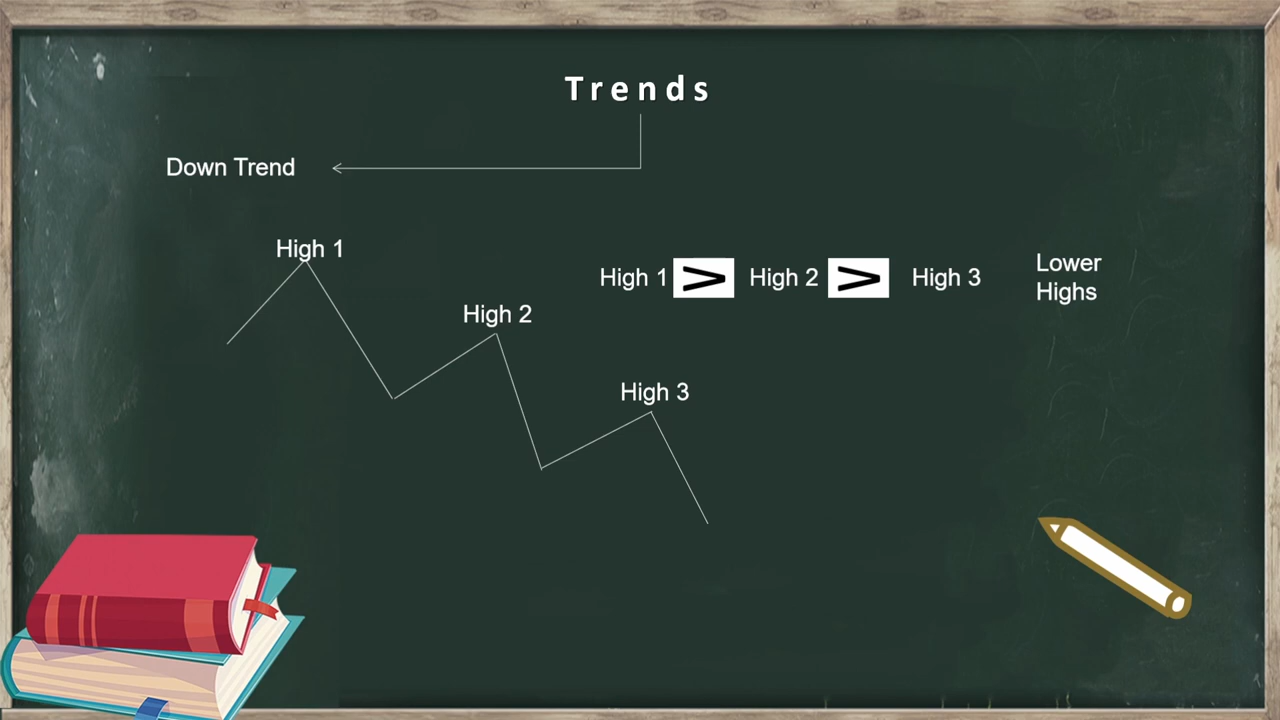 Trends
Down Trend
High 1
High 1 > High 2 > High 3
Lower
Highs
High 2
High 3